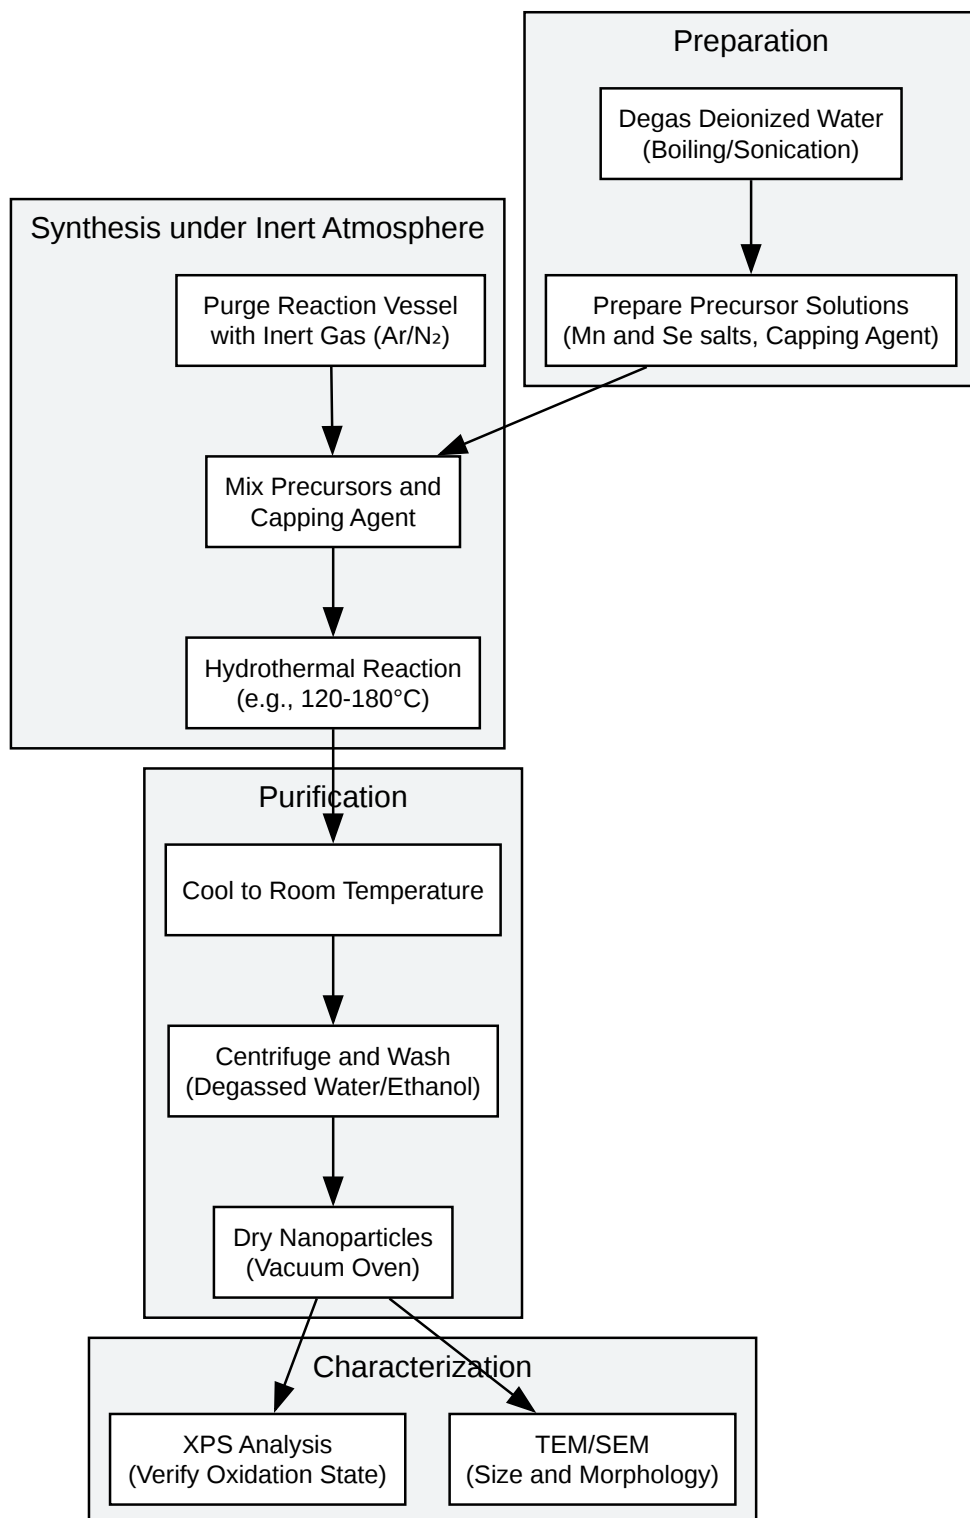 Preparation
Degas Deionized Water
(Boiling/Sonication)
Prepare Precursor Solutions
(Mn and Se salts, Capping Agent)
Synthesis under Inert Atmosphere
Purge Reaction Vessel
with Inert Gas (Ar/N₂)
Mix Precursors and
Capping Agent
Hydrothermal Reaction
(e.g., 120-180°C)
Purification
Cool to Room Temperature
Centrifuge and Wash
(Degassed Water/Ethanol)
Dry Nanoparticles
(Vacuum Oven)
Characterization
XPS Analysis
(Verify Oxidation State)
TEM/SEM
(Size and Morphology)